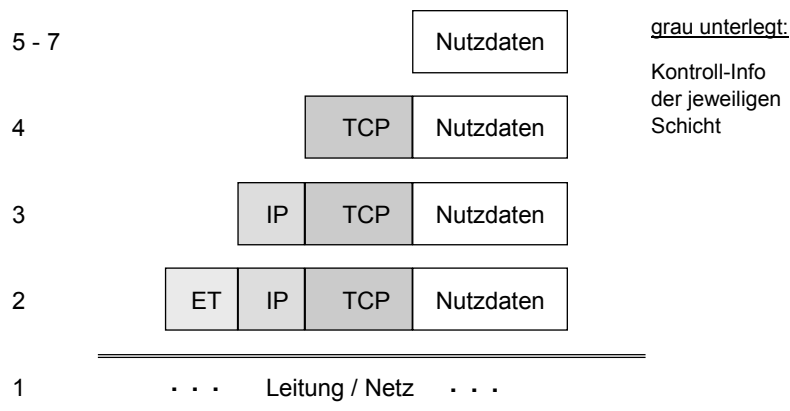 5 - 7 Nutzdaten
grau unterlegt:
Kontroll-Info
der jeweiligen
Schicht
4 TCP Nutzdaten
3 IP TCP Nutzdaten
2 ET IP TCP Nutzdaten
1 . . . Leitung / Netz . . .